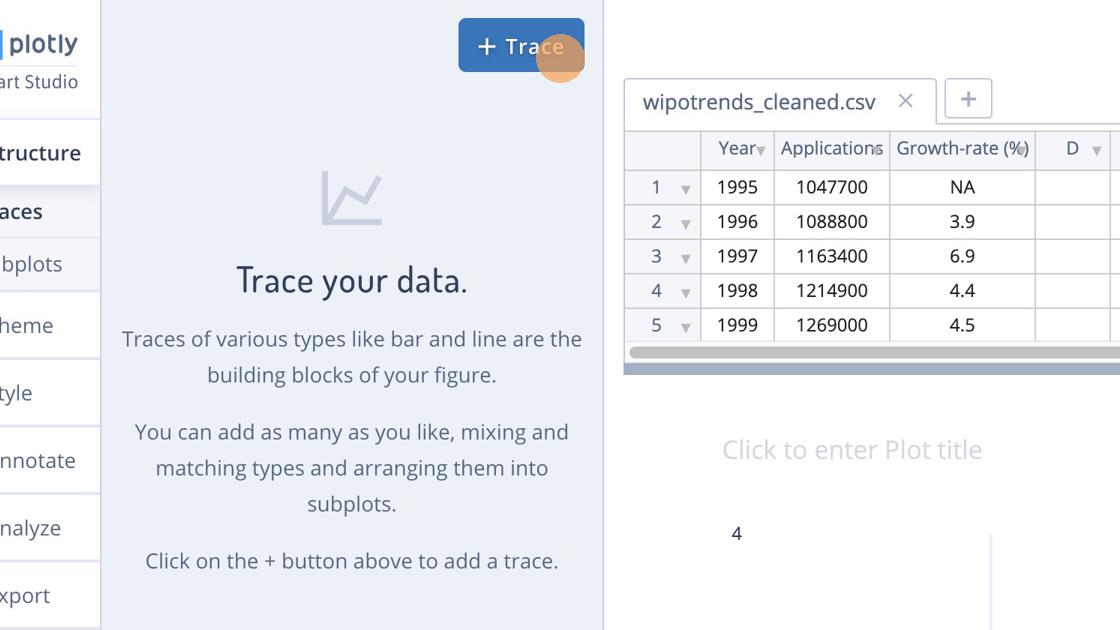 plotly
art Studio
tructure
aces
bplots
heme
tyle
nnotate
nalyze
xport
+ Trace
Trace your data.
Traces of various types like bar and line are the
building blocks of your figure.
You can add as many as you like, mixing and
matching types and arranging them into
subplots.
Click on the + button above to add a trace.
wipotrends_cleaned.csv × +
Year Applications Growth-rate (%) D
1 1995 1047700 NA
2 1996 1088800 3.9
3 1997 1163400 6.9
4 1998 1214900 4.4
5 1999 1269000 4.5
Click to enter Plot title
4